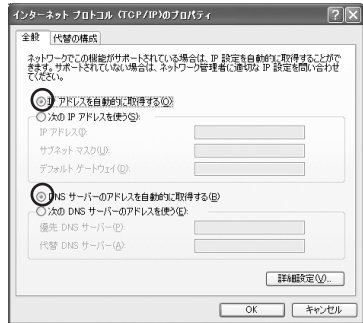 インターネット プロトコル (TCP/IP)のプロパティ
全般 代替の構成
ネットワークでこの機能がサポートされている場合は、IP 設定を自動的に取得することがで
きます。サポートされていない場合は、ネットワーク管理者に適切な IP 設定を問い合わせ
てください。
IP アドレスを自動的に取得する(O)
次の IP アドレスを使う(S):
IP アドレス(I):
サブネット マスク(U):
デフォルト ゲートウェイ(D):
DNS サーバーのアドレスを自動的に取得する(B)
次の DNS サーバーのアドレスを使う(E):
優先 DNS サーバー(P):
代替 DNS サーバー(A):
詳細設定(V)...
OK キャンセル